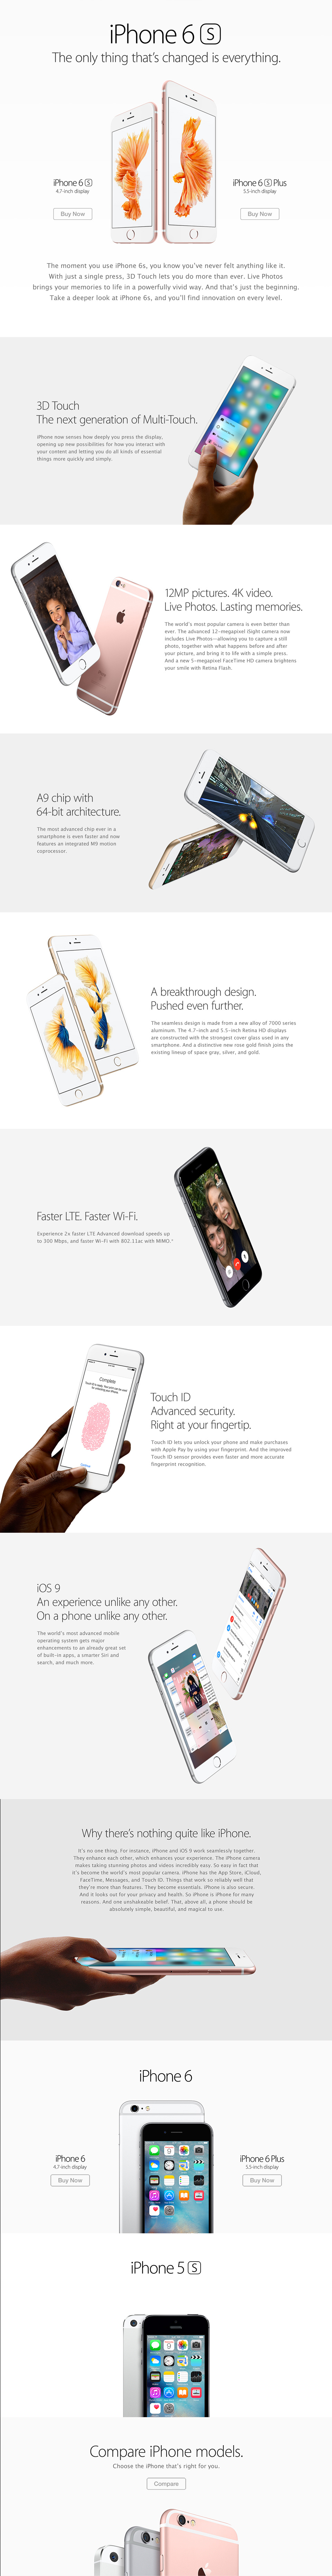 iPhone 6 S
The only thing that's changed is everything.
iPhone 6 S
4.7-inch display
Buy Now
iPhone 6 S Plus
5.5-inch display
Buy Now
The moment you use iPhone 6s, you know you've never felt anything like it.
With just a single press, 3D Touch lets you do more than ever. Live Photos
brings your memories to life in a powerfully vivid way. And that's just the beginning.
Take a deeper look at iPhone 6s, and you'll find innovation on every level.
3D Touch
The next generation of Multi-Touch.
iPhone now senses how deeply you press the display,
opening up new possibilities for how you interact with
your content and letting you do all kinds of essential
things more quickly and simply.
12MP pictures. 4K video.
Live Photos. Lasting memories.
The world's most popular camera is even better than
ever. The advanced 12-megapixel iSight camera now
includes Live Photos—allowing you to capture a still
photo, together with what happens before and after
your picture, and bring it to life with a simple press.
And a new 5-megapixel FaceTime HD camera brightens
your smile with Retina Flash.
A9 chip with
64-bit architecture.
The most advanced chip ever in a
smartphone is even faster and now
features an integrated M9 motion
coprocessor.
A breakthrough design.
Pushed even further.
The seamless design is made from a new alloy of 7000 series
aluminum. The 4.7-inch and 5.5-inch Retina HD displays
are constructed with the strongest cover glass used in any
smartphone. And a distinctive new rose gold finish joins the
existing lineup of space gray, silver, and gold.
Faster LTE. Faster Wi-Fi.
Experience 2x faster LTE Advanced download speeds up
to 300 Mbps, and faster Wi-Fi with 802.11ac with MIMO.
Complete
Touch ID
Advanced security.
Right at your fingertip.
Touch ID lets you unlock your phone and make purchases
with Apple Pay by using your fingerprint. And the improved
Touch ID sensor provides even faster and more accurate
fingerprint recognition.
iOS 9
An experience unlike any other.
On a phone unlike any other.
The world's most advanced mobile
operating system gets major
enhancements to an already great set
of built-in apps, a smarter Siri and
search, and much more.
Why there's nothing quite like iPhone.
It's no one thing. For instance, iPhone and iOS 9 work seamlessly together.
They enhance each other, which enhances your experience. The iPhone camera
makes taking stunning photos and videos incredibly easy. So easy in fact that
it's become the world's most popular camera. iPhone has the App Store, iCloud,
FaceTime, Messages, and Touch ID. Things that work so reliably well that
they're more than features. They become essentials. iPhone is also secure.
And it looks out for your privacy and health. So iPhone is iPhone for many
reasons. And one unshakeable belief. That, above all, a phone should be
absolutely simple, beautiful, and magical to use.
iPhone 6
iPhone 6
4.7-inch display
Buy Now
iPhone 6 Plus
5.5-inch display
Buy Now
iPhone 5 S
Compare iPhone models.
Choose the iPhone that's right for you.
Compare